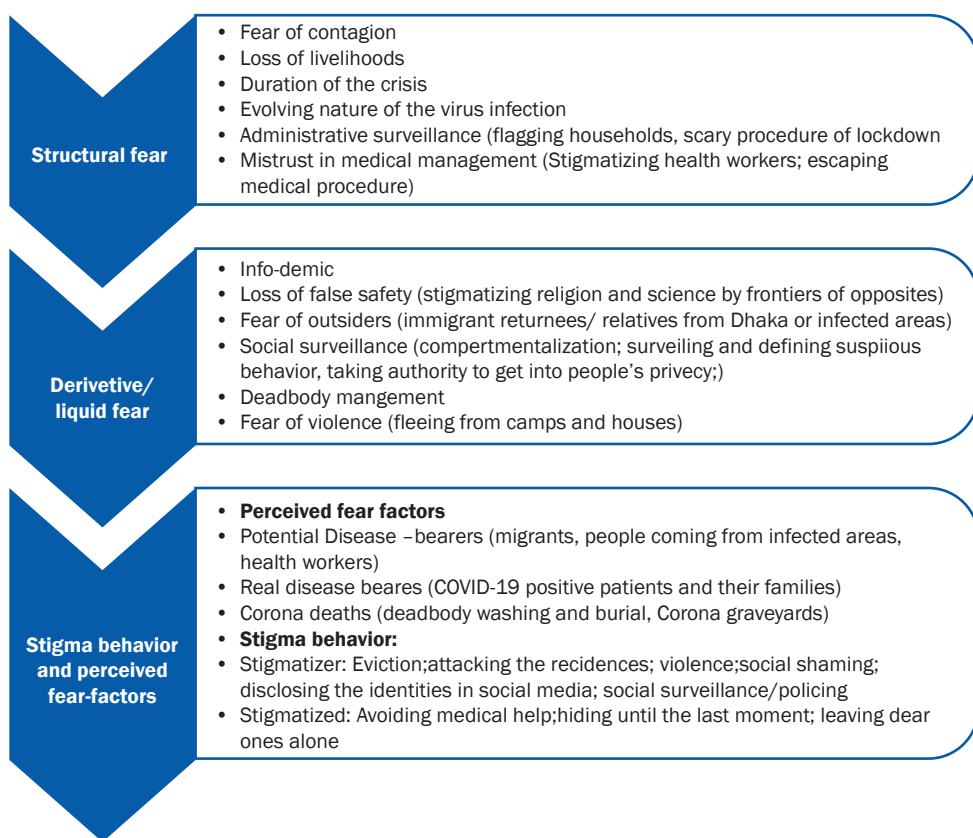 Structural fear
• Fear of contagion
• Loss of livelihoods
• Duration of the crisis
• Evolving nature of the virus infection
• Administrative surveillance (flagging households, scary procedure of lockdown
• Mistrust in medical management (Stigmatizing health workers; escaping
medical procedure)
Derivetive/
liquid fear
• Info-demic
• Loss of false safety (stigmatizing religion and science by frontiers of opposites)
• Fear of outsiders (immigrant returnees/ relatives from Dhaka or infected areas)
• Social surveillance (compertmentalization; surveiling and defining suspiious
behavior, taking authority to get into people's privecy;)
• Deadbody mangement
• Fear of violence (fleeing from camps and houses)
Stigma behavior
and perceived
fear-factors
• Perceived fear factors
• Potential Disease –bearers (migrants, people coming from infected areas,
health workers)
• Real disease beares (COVID-19 positive patients and their families)
• Corona deaths (deadbody washing and burial, Corona graveyards)
• Stigma behavior:
• Stigmatizer: Eviction;attacking the recidences; violence;social shaming;
disclosing the identities in social media; social surveillance/policing
• Stigmatized: Avoiding medical help;hiding until the last moment; leaving dear
ones alone